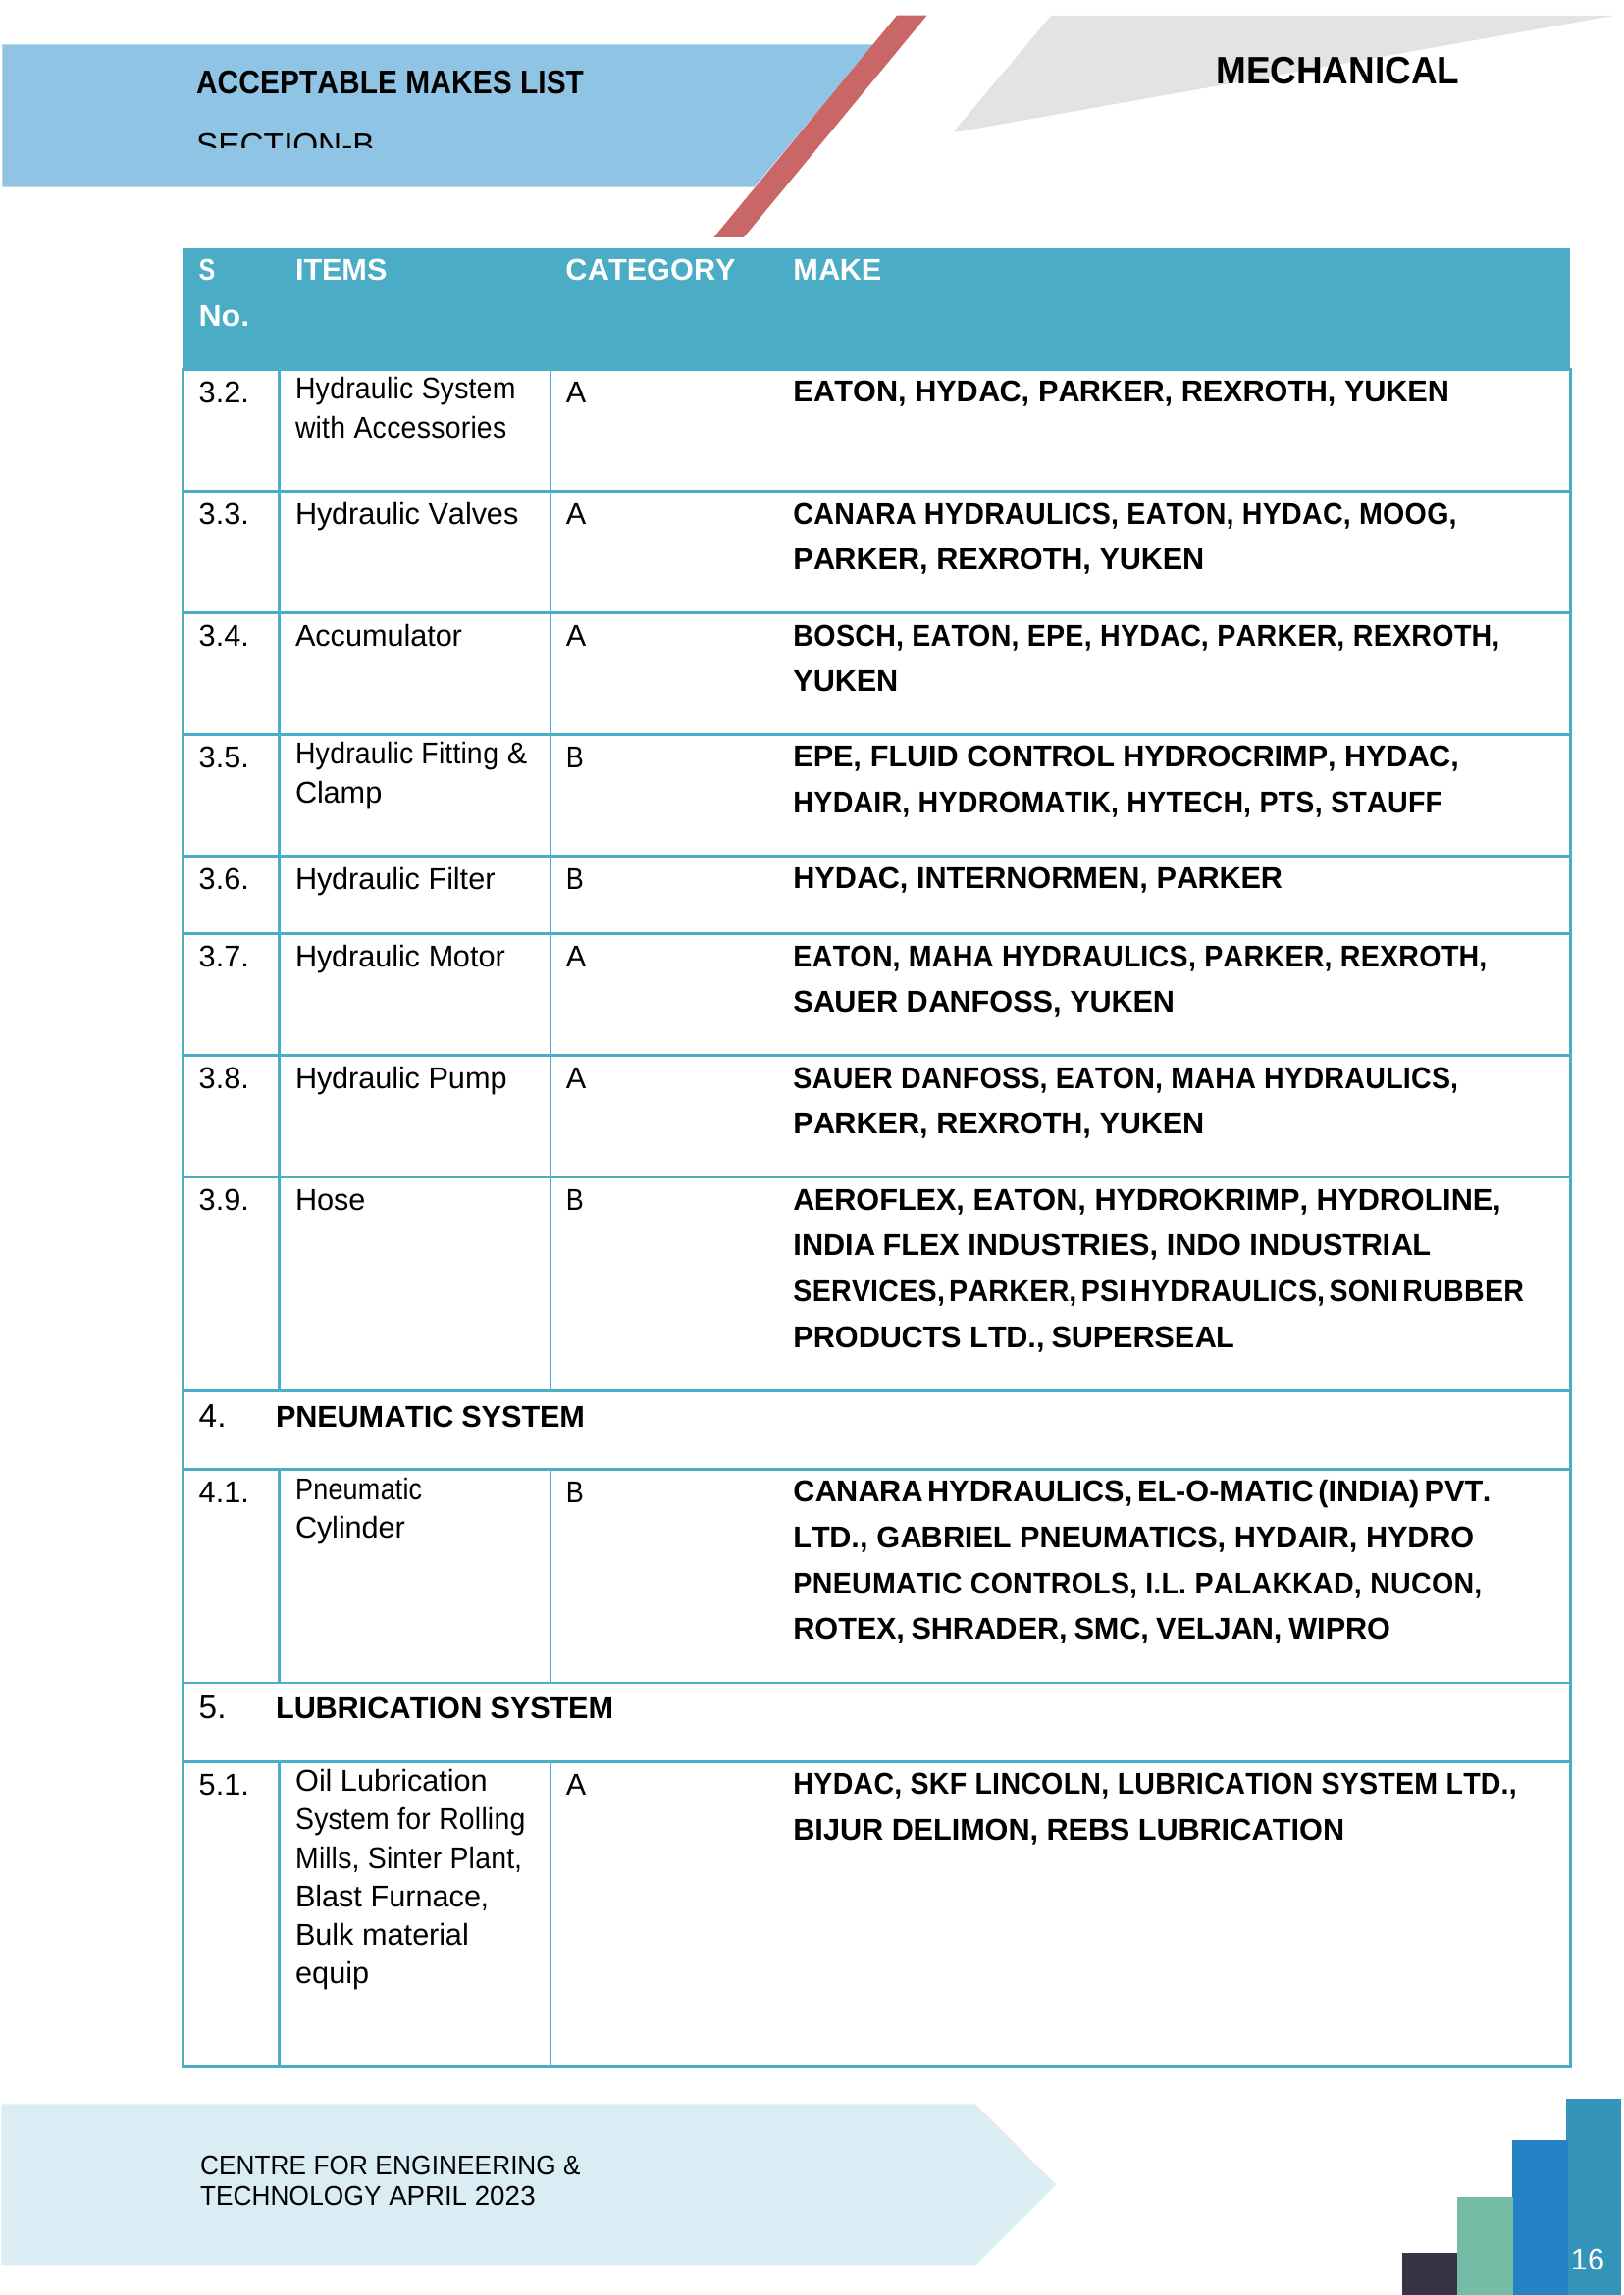 ACCEPTABLE MAKES LIST
MECHANICAL
SECTION-B
S
No.
ITEMS
CATEGORY
MAKE
3.2.
Hydraulic System
with Accessories
A
EATON, HYDAC, PARKER, REXROTH, YUKEN
3.3.
Hydraulic Valves
A
CANARA HYDRAULICS, EATON, HYDAC, MOOG,
PARKER, REXROTH, YUKEN
3.4.
Accumulator
A
BOSCH, EATON, EPE, HYDAC, PARKER, REXROTH,
YUKEN
3.5.
Hydraulic Fitting &
Clamp
B
EPE, FLUID CONTROL HYDROCRIMP, HYDAC,
HYDAIR, HYDROMATIK, HYTECH, PTS, STAUFF
3.6.
Hydraulic Filter
B
HYDAC, INTERNORMEN, PARKER
3.7.
Hydraulic Motor
A
EATON, MAHA HYDRAULICS, PARKER, REXROTH,
SAUER DANFOSS, YUKEN
3.8.
Hydraulic Pump
A
SAUER DANFOSS, EATON, MAHA HYDRAULICS,
PARKER, REXROTH, YUKEN
3.9.
Hose
B
AEROFLEX, EATON, HYDROKRIMP, HYDROLINE,
INDIA FLEX INDUSTRIES, INDO INDUSTRIAL
SERVICES, PARKER, PSI HYDRAULICS, SONI RUBBER
PRODUCTS LTD., SUPERSEAL
4. PNEUMATIC SYSTEM
4.1.
Pneumatic
Cylinder
B
CANARA HYDRAULICS, EL-O-MATIC (INDIA) PVT.
LTD., GABRIEL PNEUMATICS, HYDAIR, HYDRO
PNEUMATIC CONTROLS, I.L. PALAKKAD, NUCON,
ROTEX, SHRADER, SMC, VELJAN, WIPRO
5. LUBRICATION SYSTEM
5.1.
Oil Lubrication
System for Rolling
Mills, Sinter Plant,
Blast Furnace,
Bulk material
equip
A
HYDAC, SKF LINCOLN, LUBRICATION SYSTEM LTD.,
BIJUR DELIMON, REBS LUBRICATION
CENTRE FOR ENGINEERING &
TECHNOLOGY APRIL 2023
16